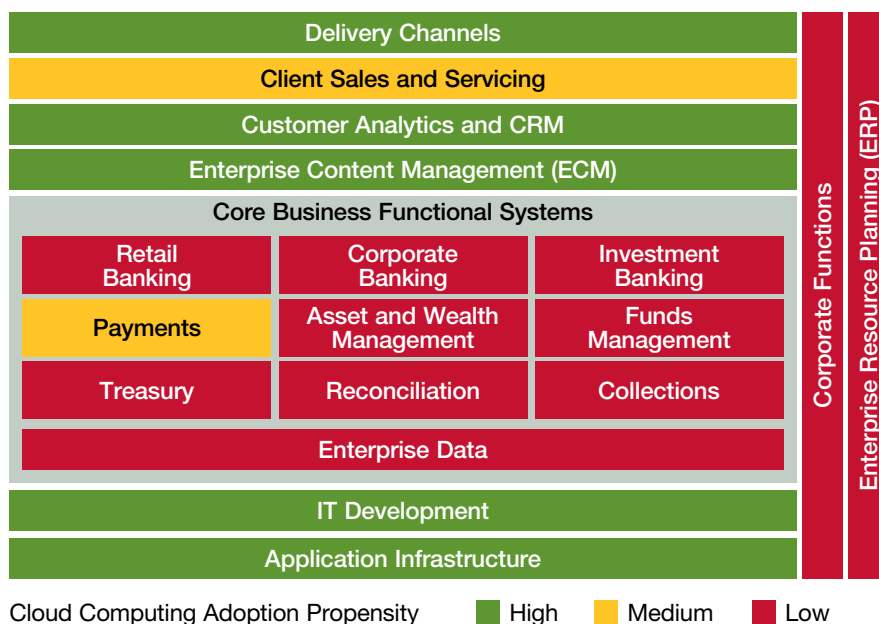 Delivery Channels
Client Sales and Servicing
Customer Analytics and CRM
Enterprise Content Management (ECM)
Core Business Functional Systems
Retail
Banking
Corporate
Banking
Investment
Banking
Payments
Asset and Wealth
Management
Funds
Management
Treasury
Reconciliation
Collections
Enterprise Data
IT Development
Application Infrastructure
Corporate Functions
Enterprise Resource Planning (ERP)
Cloud Computing Adoption Propensity
High
Medium
Low